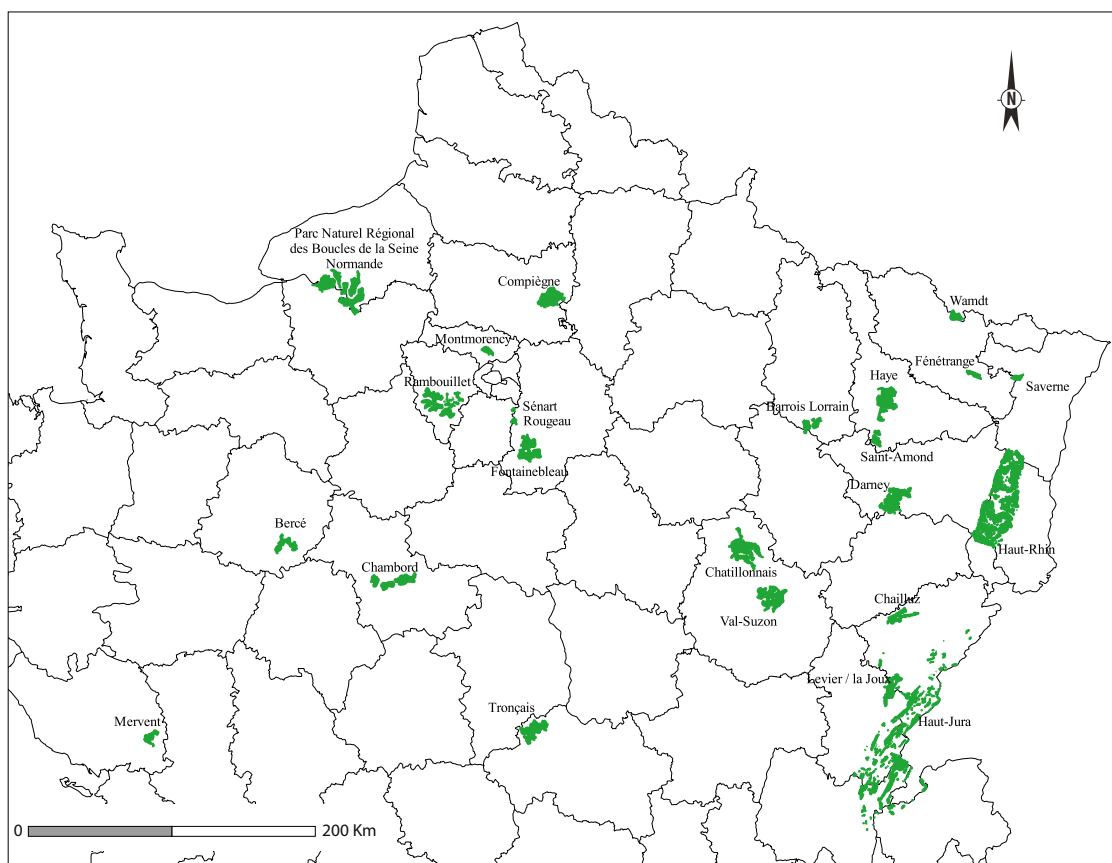 N
Parc Naturel Régional
des Boucles de la Seine
Normande
Compiègne
Wamdt
Montmorency
Fénétrange
Rambouillet
Haye
Saverne
Sénart
Rougeau
Barrois Lorrain
Fontainebleau
Saint-Amond
Darney
Bercé
Haut-Rhin
Chambord
Chatillonnais
Chailluz
Val-Suzon
Levier / la Joux
Tronçais
Mervent
Haut-Jura
0 200 Km